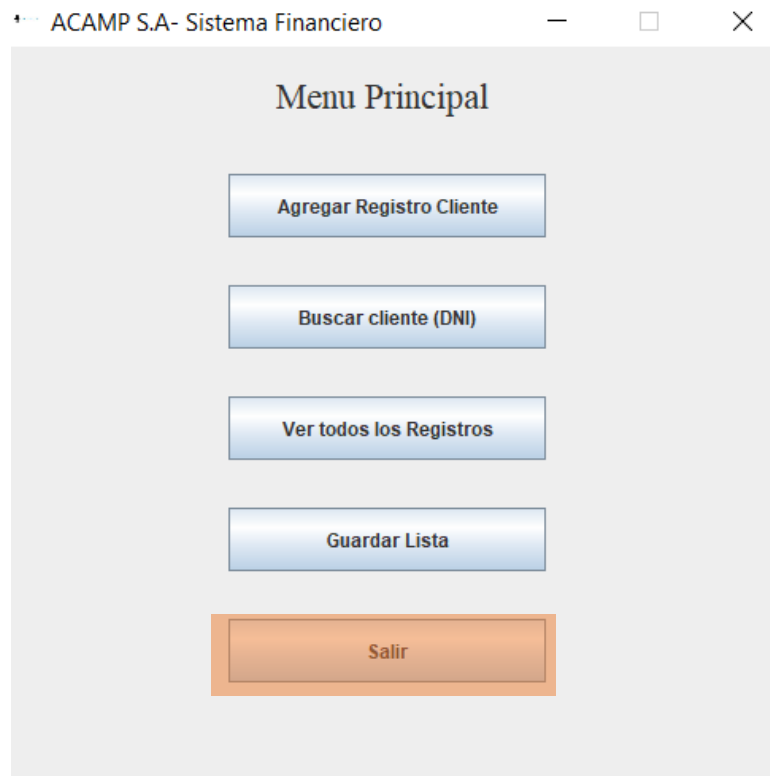 ACAMP S.A- Sistema Financiero
Menu Principal
Agregar Registro Cliente
Buscar cliente (DNI)
Ver todos los Registros
Guardar Lista
Salir